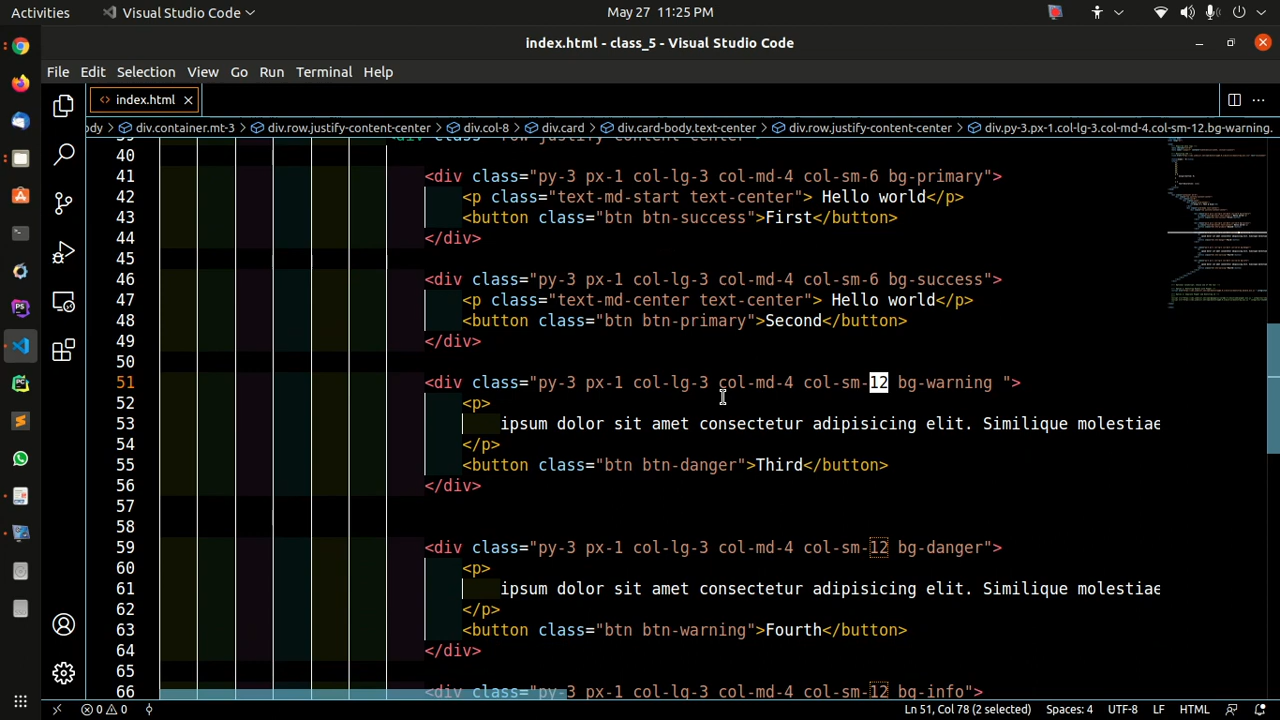 Activities
Visual Studio Code
May 27 11:25 PM
index.html - class_5 - Visual Studio Code
File Edit Selection View Go Run Terminal Help
index.html
dy div.container.mt-3 div.row.justify-content-center div.col-8 div.card div.card-body.text-center div.row.justify-content-center div.py-3.px-1.col-lg-3.col-md-4.col-sm-12.bg-warning.
39 <div class="row justify-content-center"
40
41 <div class="py-3 px-1 col-lg-3 col-md-4 col-sm-6 bg-primary">
42 <p class="text-md-start text-center"> Hello world</p>
43 <button class="btn btn-success">First</button>
44 </div>
45
46 <div class="py-3 px-1 col-lg-3 col-md-4 col-sm-6 bg-success">
47 <p class="text-md-center text-center"> Hello world</p>
48 <button class="btn btn-primary">Second</button>
49 </div>
50
51 <div class="py-3 px-1 col-lg-3 col-md-4 col-sm-12 bg-warning ">
52 <p>
53 ipsum dolor sit amet consectetur adipisicing elit. Similique molestiae
54 </p>
55 <button class="btn btn-danger">Third</button>
56 </div>
57
58
59 <div class="py-3 px-1 col-lg-3 col-md-4 col-sm-12 bg-danger">
60 <p>
61 ipsum dolor sit amet consectetur adipisicing elit. Similique molestiae
62 </p>
63 <button class="btn btn-warning">Fourth</button>
64 </div>
65
66 <div class="py-3 px-1 col-lg-3 col-md-4 col-sm-12 bg-info">
0 0 Ln 51, Col 78 (2 selected) Spaces: 4 UTF-8 LF HTML